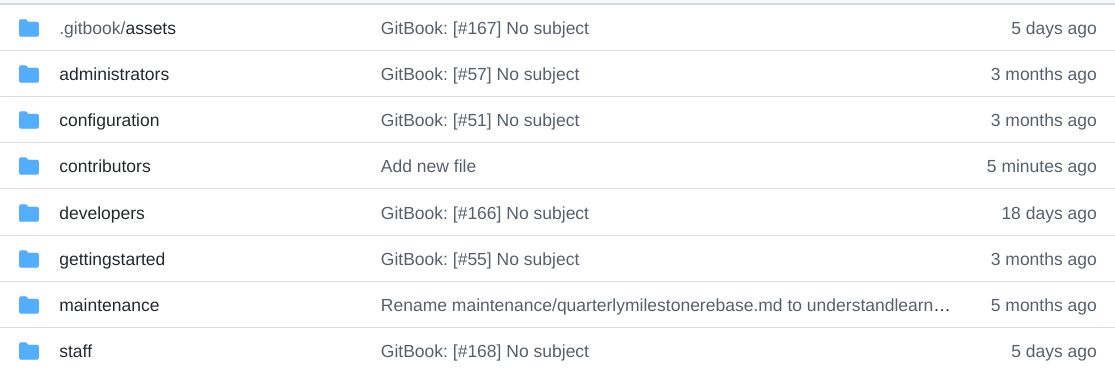 .gitbook/assets GitBook: [#167] No subject 5 days ago
administrators GitBook: [#57] No subject 3 months ago
configuration GitBook: [#51] No subject 3 months ago
contributors Add new file 5 minutes ago
developers GitBook: [#166] No subject 18 days ago
gettingstarted GitBook: [#55] No subject 3 months ago
maintenance Rename maintenance/quarterlymilestonerebase.md to understandlearn… 5 months ago
staff GitBook: [#168] No subject 5 days ago